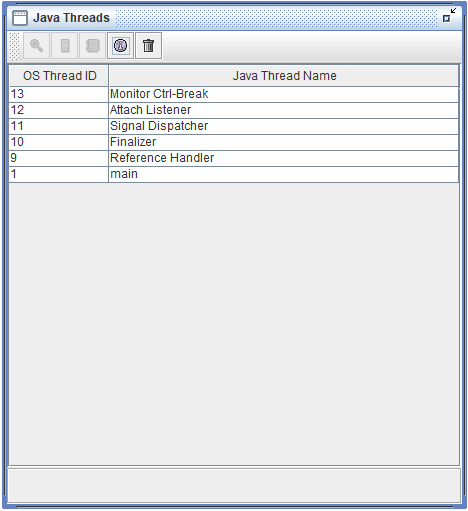 Java Threads
OS Thread ID Java Thread Name
13 Monitor Ctrl-Break
12 Attach Listener
11 Signal Dispatcher
10 Finalizer
9 Reference Handler
1 main